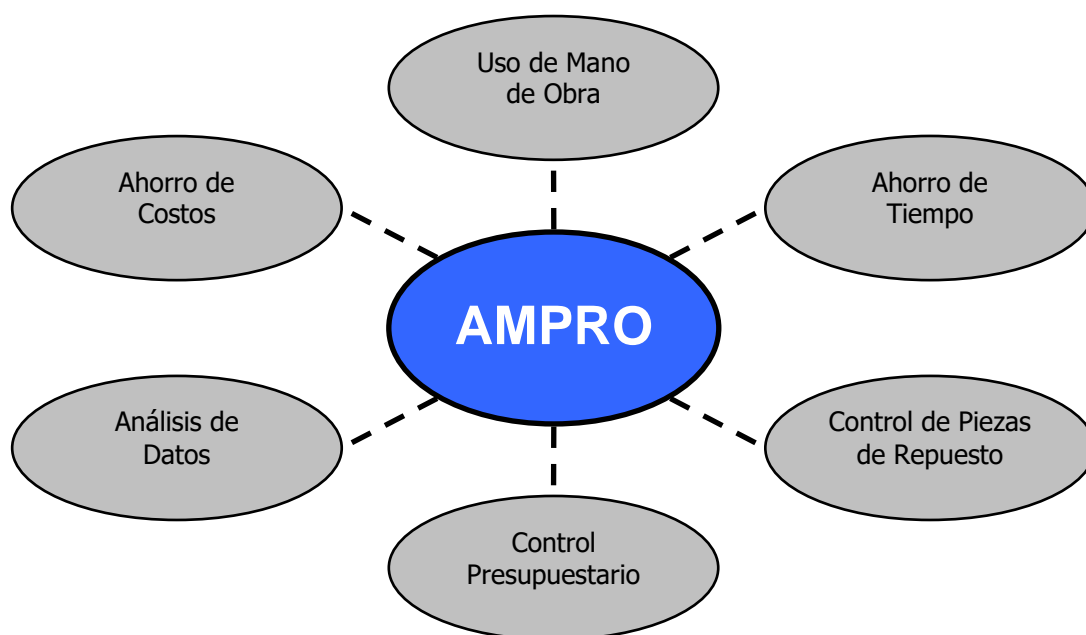 Uso de Mano
de Obra
Ahorro de
Costos
Ahorro de
Tiempo
AMPRO
Análisis de
Datos
Control de Piezas
de Repuesto
Control
Presupuestario